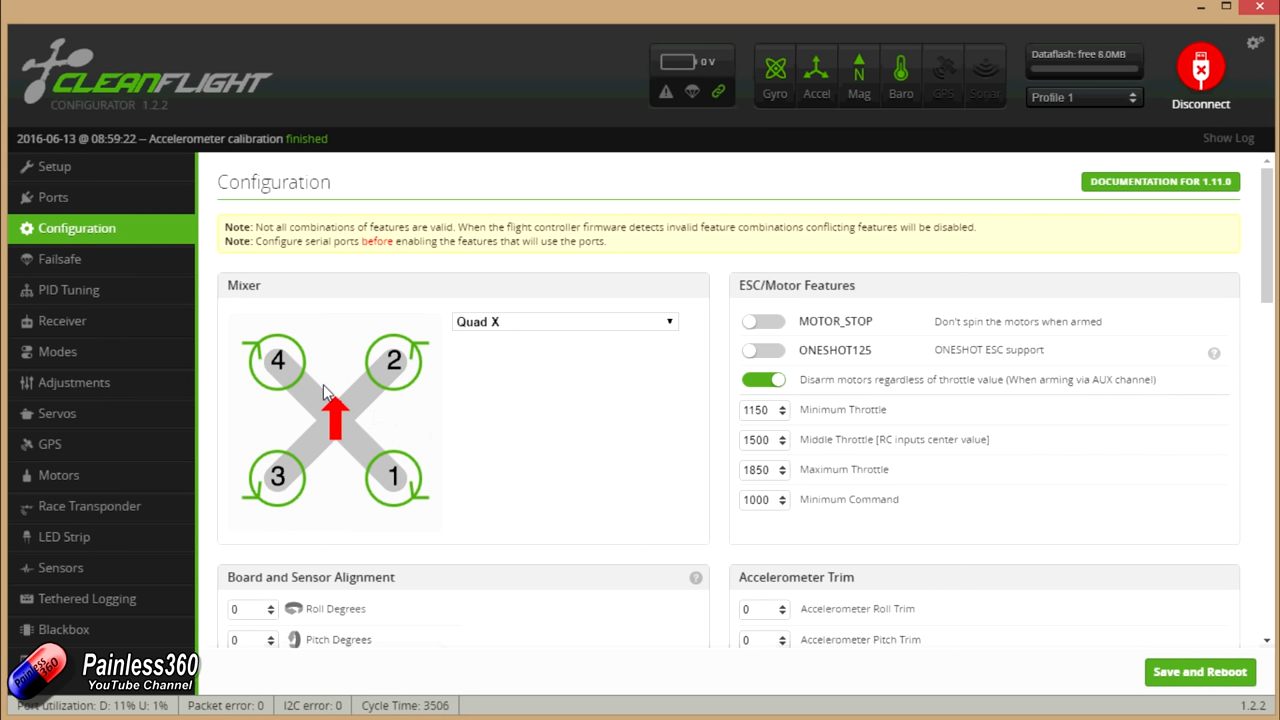 CLEANFLIGHT
CONFIGURATOR 1.2.2
0 V
Gyro
Accel
N
Mag
Baro
GPS
Sonar
Dataflash: free 8.0MB
Profile 1
Disconnect
2016-06-13 @ 08:59:22 -- Accelerometer calibration finished
Show Log
Setup
Ports
Configuration
Failsafe
PID Tuning
Receiver
Modes
Adjustments
Servos
GPS
Motors
Race Transponder
LED Strip
Sensors
Tethered Logging
Blackbox
Configuration
DOCUMENTATION FOR 1.11.0
Note: Not all combinations of features are valid. When the flight controller firmware detects invalid feature combinations conflicting features will be disabled.
Note: Configure serial ports before enabling the features that will use the ports.
Mixer
Quad X
4
2
3
1
ESC/Motor Features
MOTOR_STOP Don't spin the motors when armed
ONESHOT125 ONESHOT ESC support
?
Disarm motors regardless of throttle value (When arming via AUX channel)
1150 Minimum Throttle
1500 Middle Throttle [RC inputs center value]
1850 Maximum Throttle
1000 Minimum Command
Board and Sensor Alignment
?
0 Roll Degrees
0 Pitch Degrees
Accelerometer Trim
0 Accelerometer Roll Trim
0 Accelerometer Pitch Trim
Save and Reboot
Painless360
Painless360
YouTube Channel
Port utilization: D: 11% U: 1%
Packet error: 0
I2C error: 0
Cycle Time: 3506
1.2.2